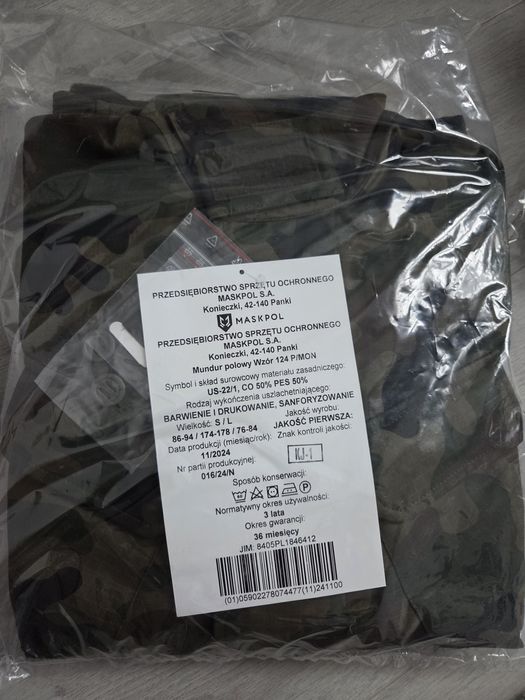 PRZEDSIĘBIORSTWO SPRZĘTU OCHRONNEGO
MASKPOL S.A.
Konieczki, 42-140 Panki
MASKPOL
PRZEDSIĘBIORSTWO SPRZĘTU OCHRONNEGO
MASKPOL S.A.
Konieczki, 42-140 Panki
Mundur polowy Wzór 124 P/MON
Symbol i skład surowcowy materiału zasadniczego:
US-22/1, CO 50% PES 50%
Rodzaj wykończenia uszlachetniającego:
BARWIENIE I DRUKOWANIE, SANFORYZOWANIE
Wielkość: S / L Jakość wyrobu:
86-94 / 174-178 / 76-84 JAKOŚĆ PIERWSZA:
Data produkcji (miesiąc/rok): Znak kontroli jakości:
11/2024
Nr partii produkcyjnej: KJ-1
016/24/N
Sposób konserwacji:
Normatywny okres używalności:
3 lata
Okres gwarancji:
36 miesięcy
JIM: 8405PL1846412
(01)05902278074477(11)241100